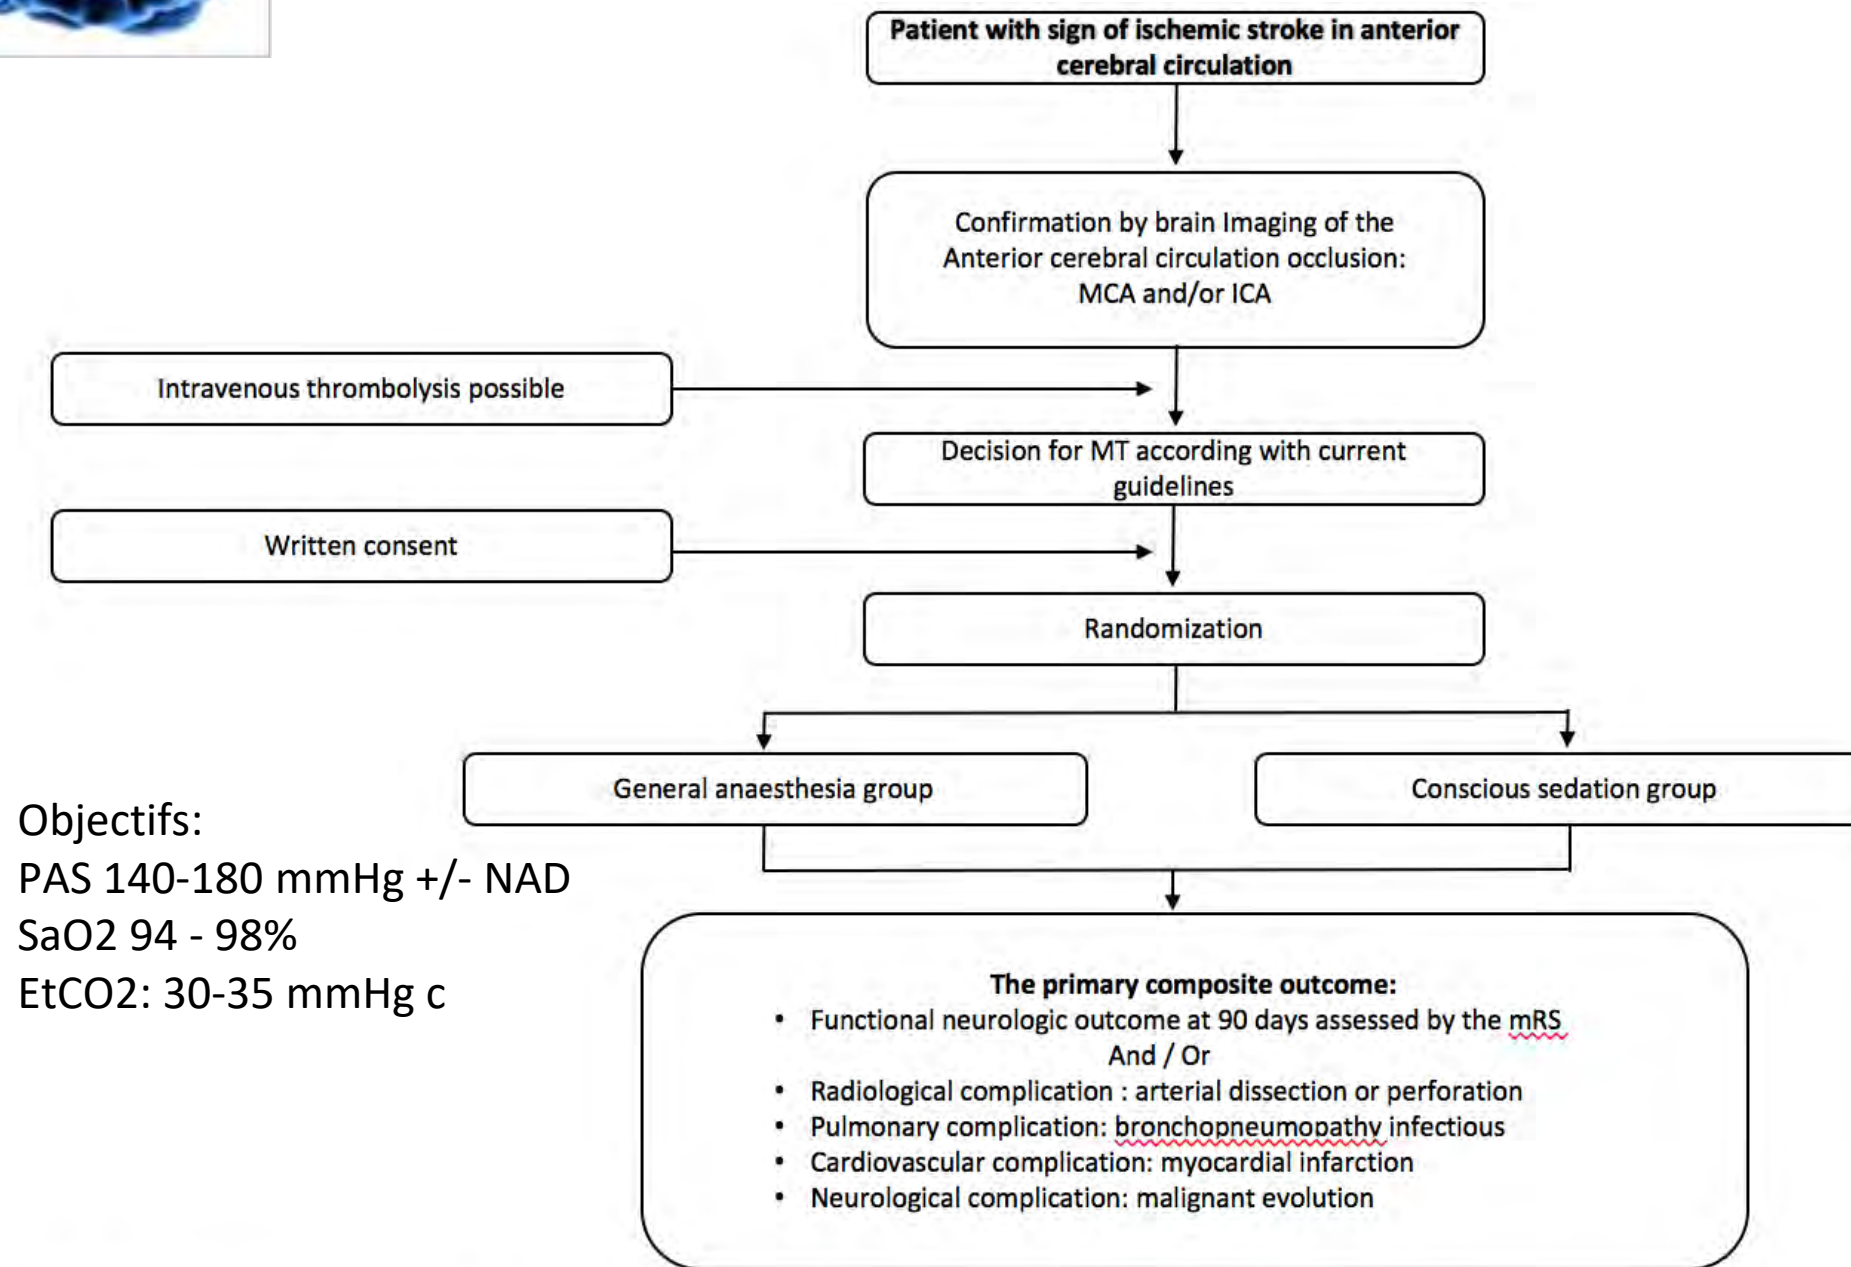 Patient with sign of ischemic stroke in anterior
cerebral circulation
Confirmation by brain Imaging of the
Anterior cerebral circulation occlusion:
MCA and/or ICA
Intravenous thrombolysis possible
Decision for MT according with current
guidelines
Written consent
Randomization
General anaesthesia group
Conscious sedation group
Objectifs:
PAS 140-180 mmHg +/- NAD
SaO2 94 - 98%
EtCO2: 30-35 mmHg c
The primary composite outcome:
• Functional neurologic outcome at 90 days assessed by the mRS
And / Or
• Radiological complication : arterial dissection or perforation
• Pulmonary complication: bronchopneumopathy infectious
• Cardiovascular complication: myocardial infarction
• Neurological complication: malignant evolution